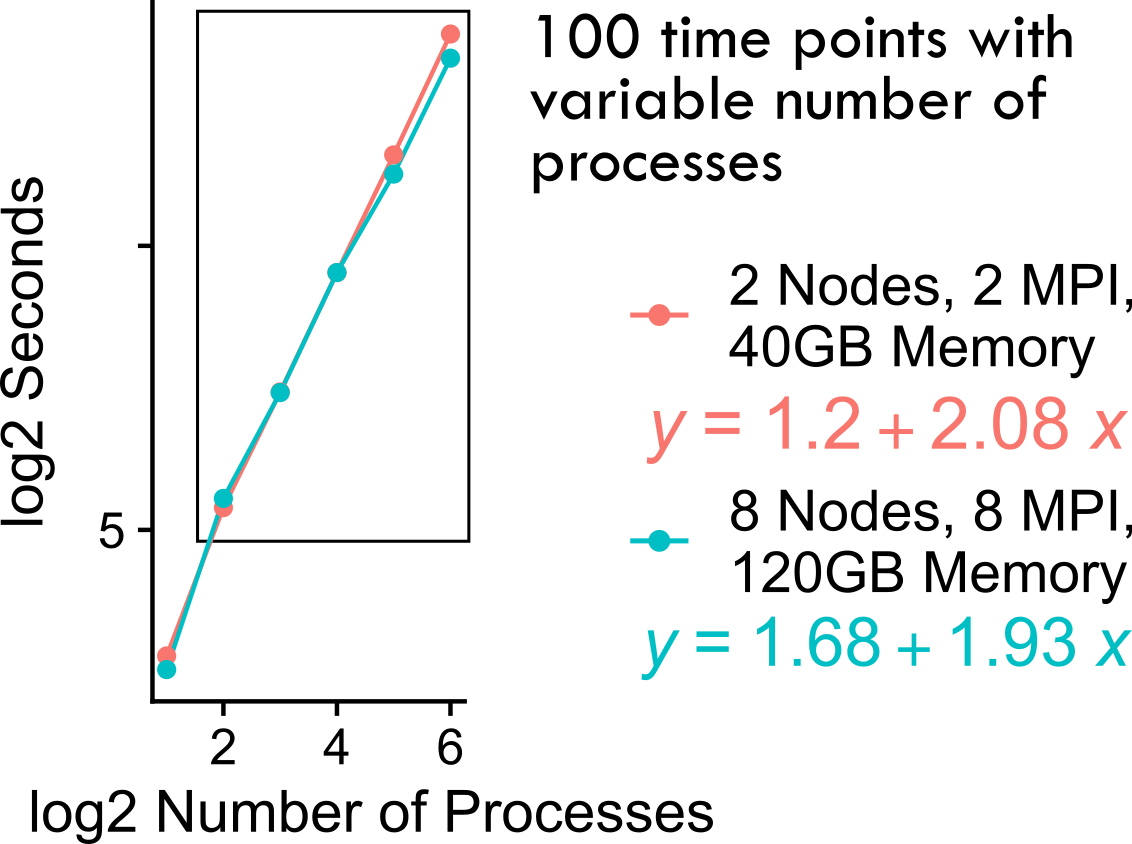 100 time points with
variable number of
processes
log2 Seconds
5
2 4 6
log2 Number of Processes
2 Nodes, 2 MPI,
40GB Memory
y = 1.2 + 2.08 x
8 Nodes, 8 MPI,
120GB Memory
y = 1.68 + 1.93 x